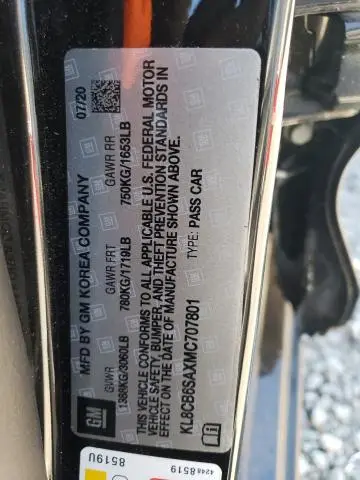 MFD BY GM KOREA COMPANY 07/20
GVWR GAWR FRT GAWR RR
1388KG/3060LB 780KG/1719LB 750KG/1653LB
THIS VEHICLE CONFORMS TO ALL APPLICABLE U.S. FEDERAL MOTOR
VEHICLE SAFETY, BUMPER, AND THEFT PREVENTION STANDARDS IN
EFFECT ON THE DATE OF MANUFACTURE SHOWN ABOVE.
KL8CB6SAXMC707801 TYPE: PASS CAR
GM
8519U
42488519